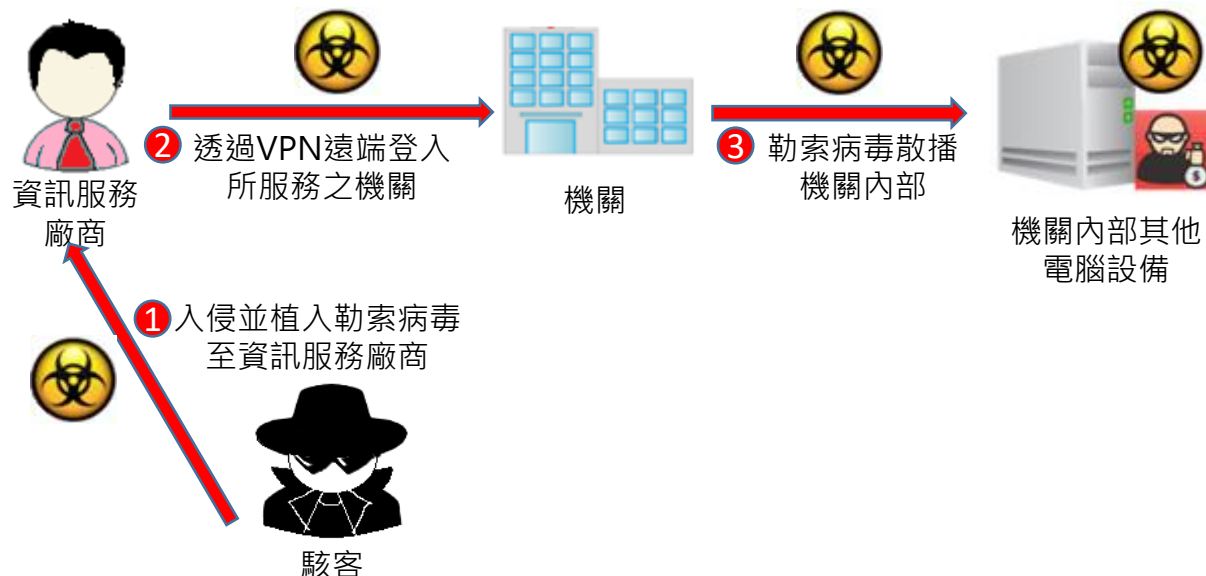 資訊服務
廠商
2 透過VPN遠端登入
所服務之機關
機關
3 勒索病毒散播
機關內部
機關內部其他
電腦設備
1 入侵並植入勒索病毒
至資訊服務廠商
駭客
$